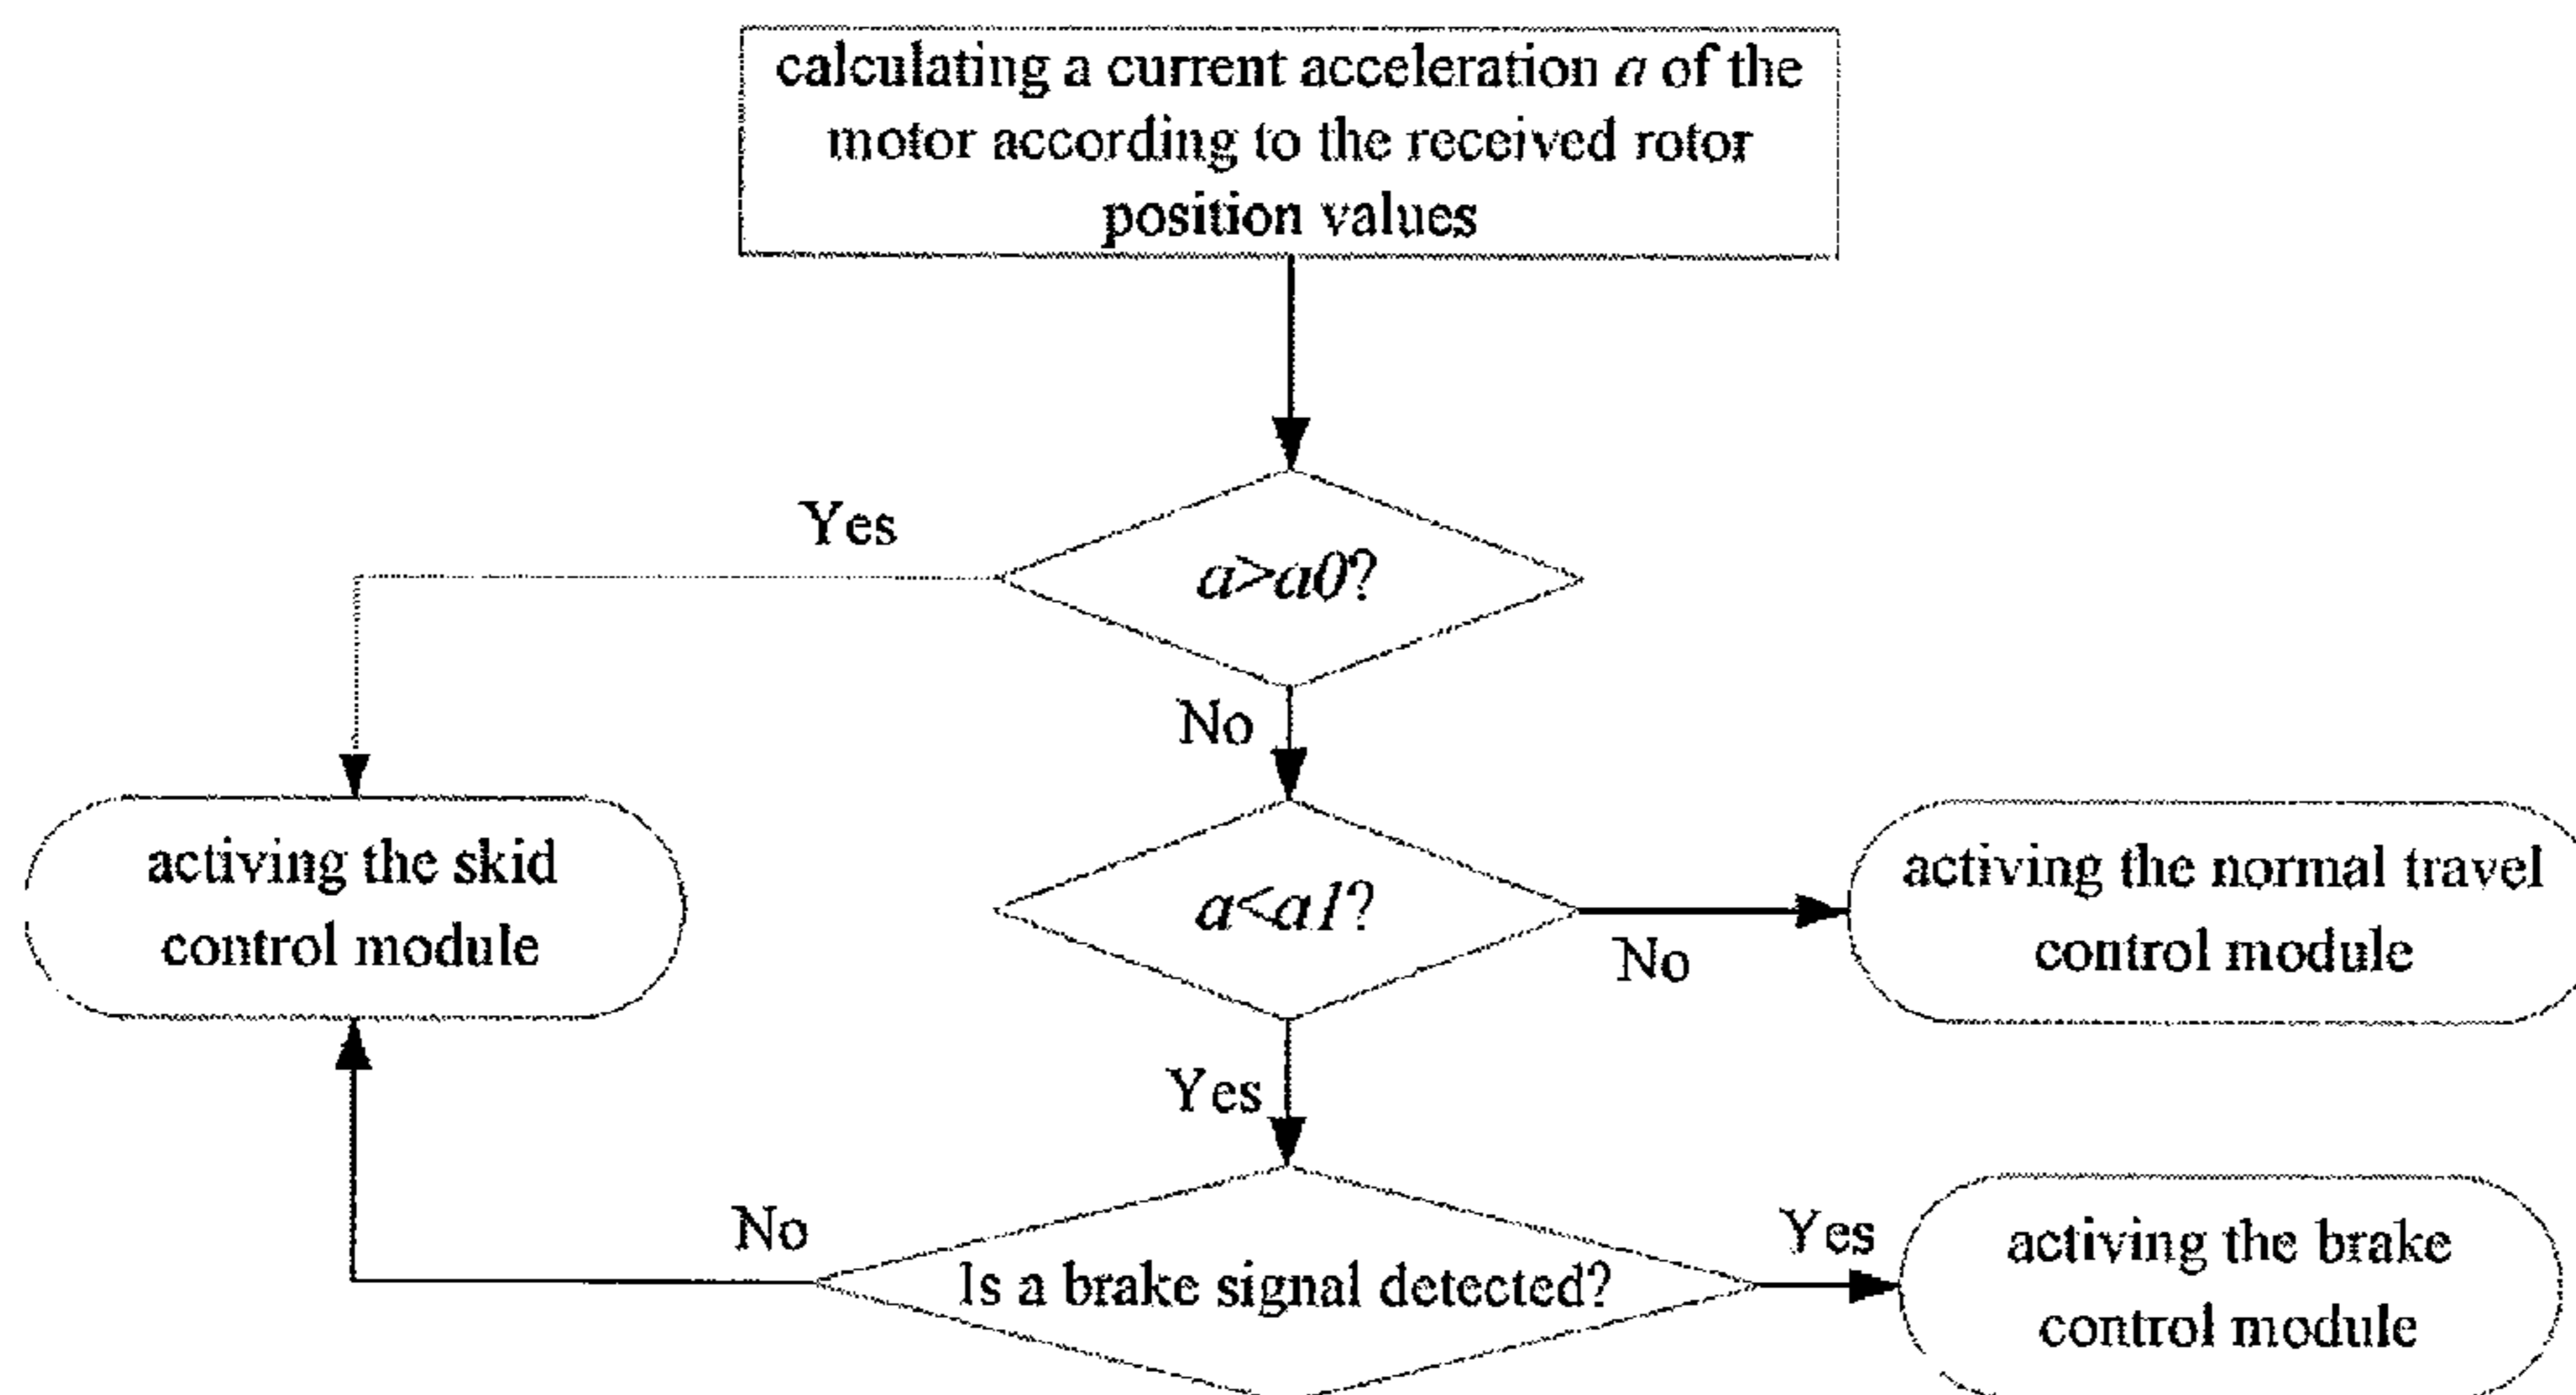 calculating a current acceleration a of the
motor according to the received rotor
position values
Yes
a>a0?
No
activing the skid
control module
a<a1?
No
activing the normal travel
control module
Yes
No
Is a brake signal detected?
Yes
activing the brake
control module